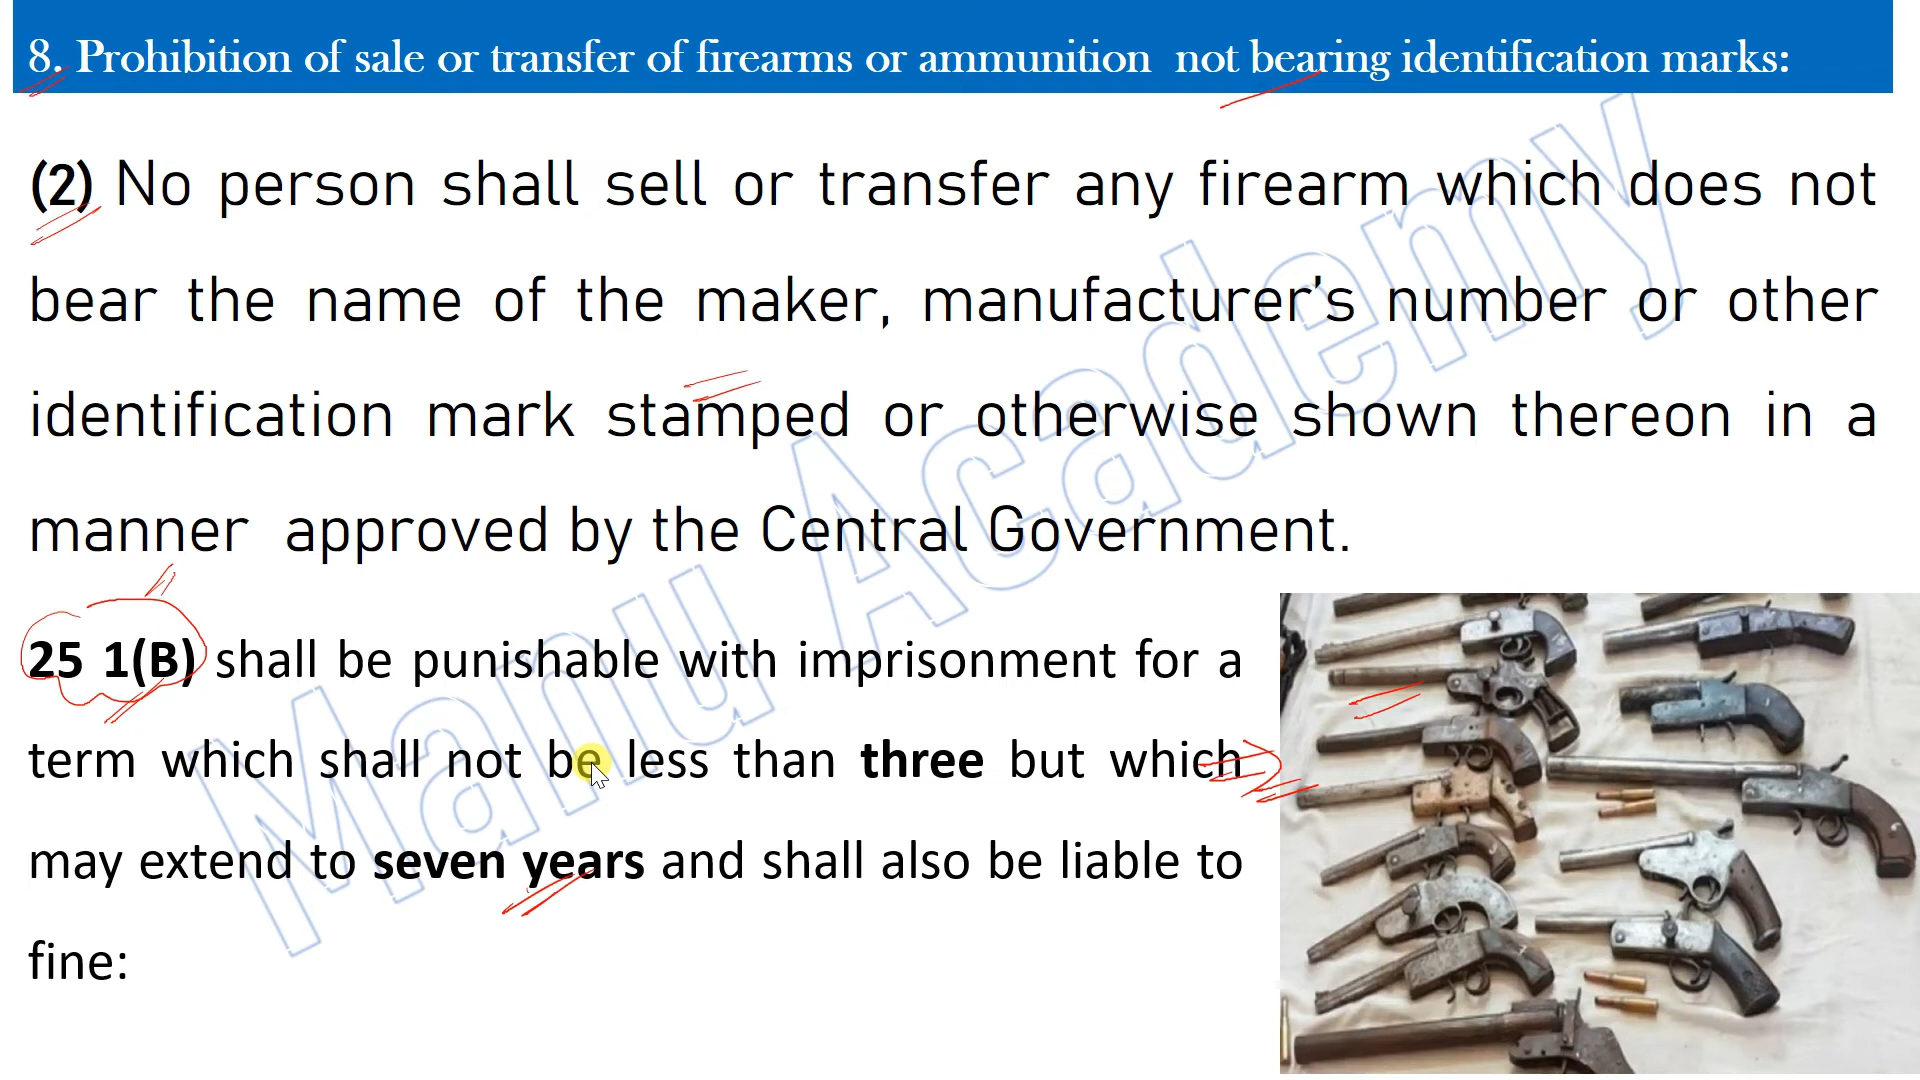 8. Prohibition of sale or transfer of firearms or ammunition not bearing identification marks:
(2) No person shall sell or transfer any firearm which does not
bear the name of the maker, manufacturer's number or other
identification mark stamped or otherwise shown thereon in a
manner approved by the Central Government.
25 1(B) shall be punishable with imprisonment for a
term which shall not be less than three but which
may extend to seven years and shall also be liable to
fine:
Manu Academy